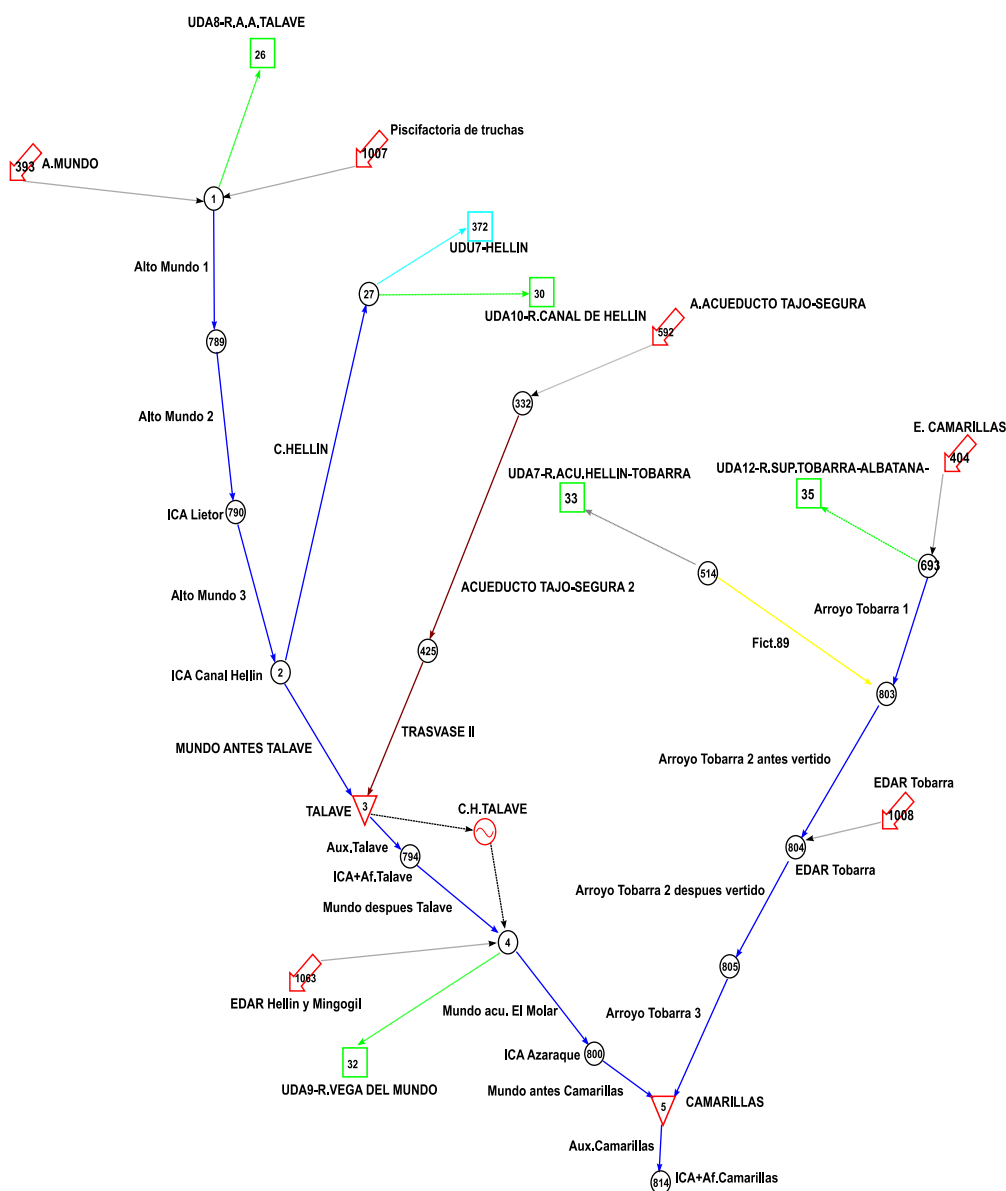 UDA8-R.A.A.TALAVE
26
Piscifactoria de truchas
393
A.MUNDO
1007
1
372
UDU7-HELLIN
Alto Mundo 1
27
30
A.ACUEDUCTO TAJO-SEGURA
UDA10-R.CANAL DE HELLIN
592
789
332
Alto Mundo 2
E. CAMARILLAS
C.HELLIN
404
UDA7-R.ACU.HELLIN-TOBARRA
UDA12-R.SUP.TOBARRA-ALBATANA-
33
35
ICA Lietor
790
693
514
ACUEDUCTO TAJO-SEGURA 2
Alto Mundo 3
Arroyo Tobarra 1
Fict.89
425
ICA Canal Hellin
2
803
TRASVASE II
MUNDO ANTES TALAVE
Arroyo Tobarra 2 antes vertido
EDAR Tobarra
3
C.H.TALAVE
TALAVE
1008
Aux.Talave
794
804
EDAR Tobarra
ICA+Af.Talave
Arroyo Tobarra 2 despues vertido
Mundo despues Talave
4
805
1063
EDAR Hellin y Mingogil
Mundo acu. El Molar
Arroyo Tobarra 3
ICA Azaraque
800
32
UDA9-R.VEGA DEL MUNDO
Mundo antes Camarillas
5
CAMARILLAS
Aux.Camarillas
814
ICA+Af.Camarillas